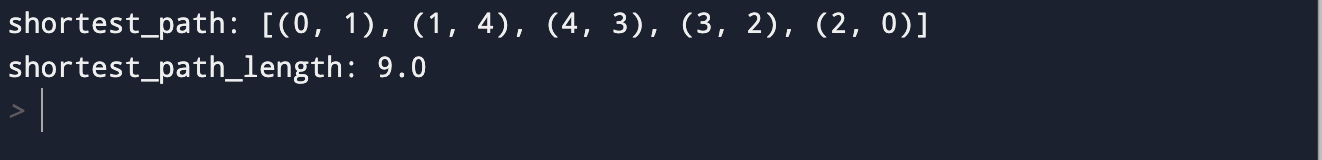 shortest_path: [(0, 1), (1, 4), (4, 3), (3, 2), (2, 0)]
shortest_path_length: 9.0
>